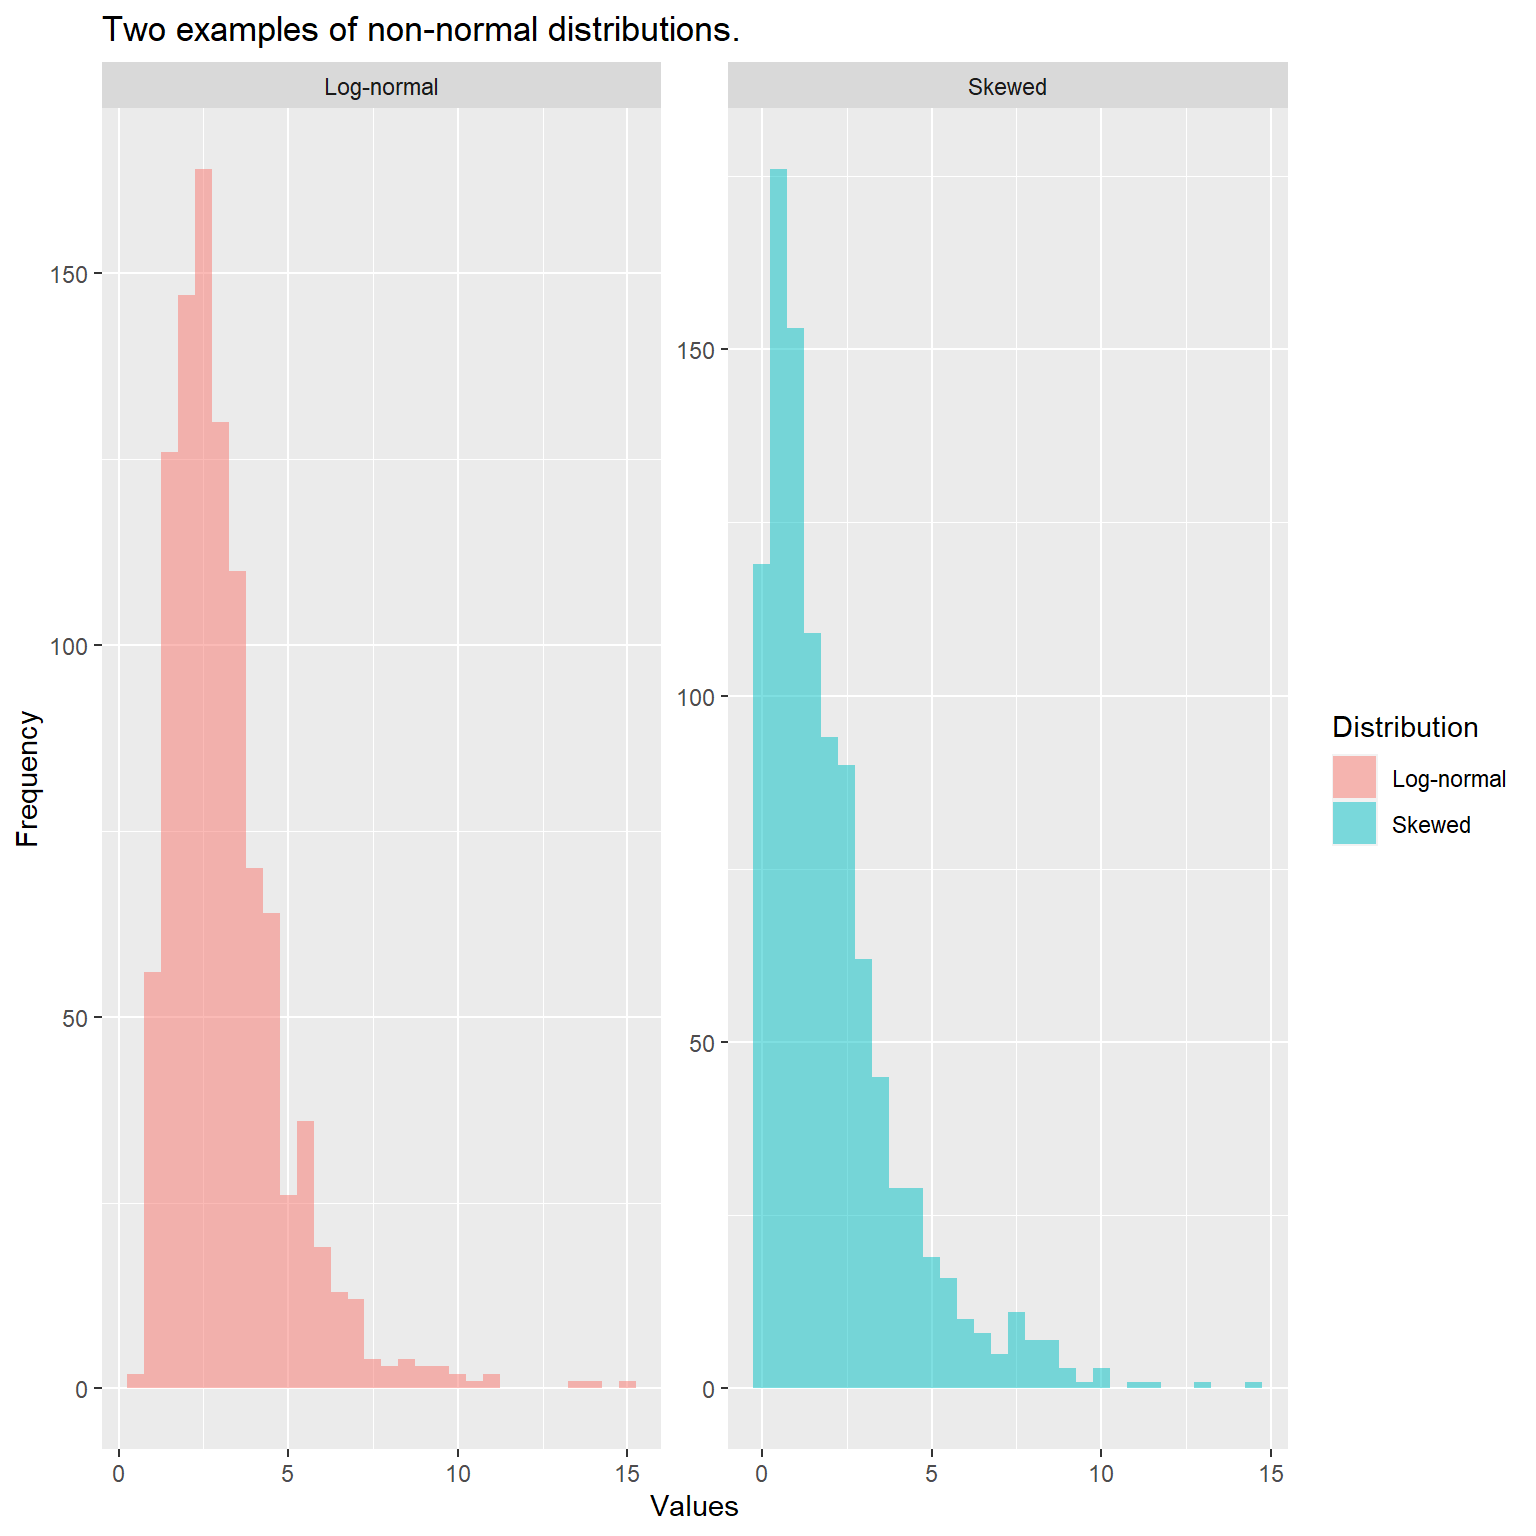 Two examples of non-normal distributions.
Log-normal
Skewed
150
100
50
0
150
100
50
0
0 5 10 15
0 5 10 15
Frequency
Values
Distribution
Log-normal
Skewed